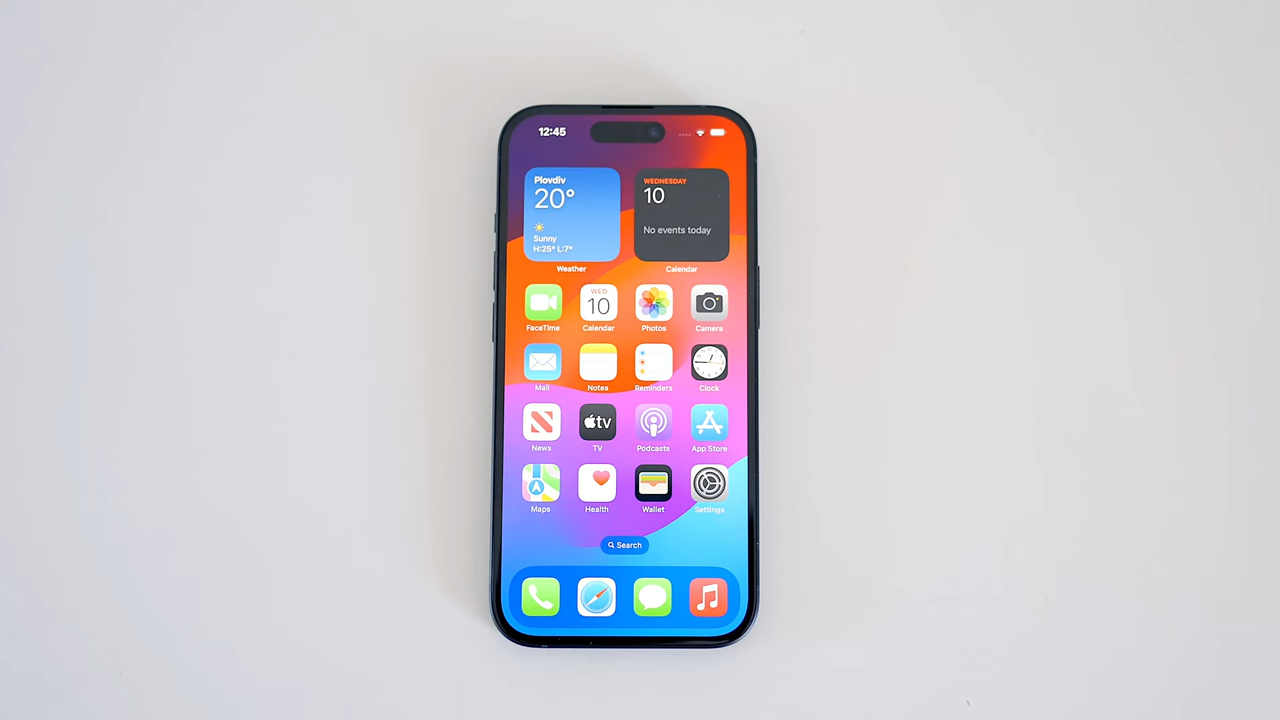 12:45
Plovdiv
20°
Sunny
H:25° L:7°
Weather
WEDNESDAY
10
No events today
Calendar
WED
10
FaceTime Calendar Photos Camera
Mail Notes Reminders Clock
tv
News TV Podcasts App Store
Maps Health Wallet Settings
Search